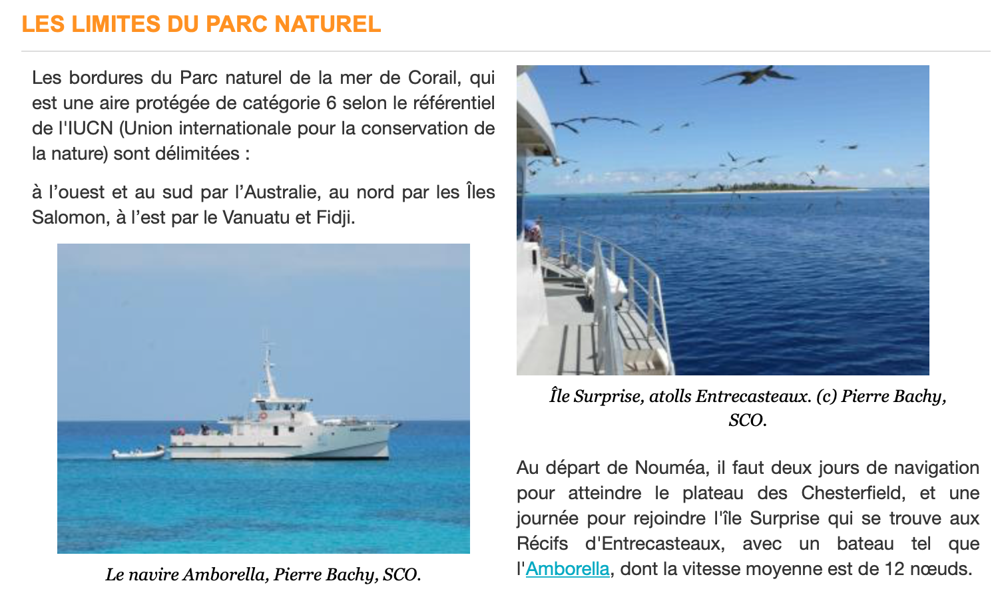 LES LIMITES DU PARC NATUREL
Les bordures du Parc naturel de la mer de Corail, qui
est une aire protégée de catégorie 6 selon le référentiel
de l'IUCN (Union internationale pour la conservation de
la nature) sont délimitées :
à l’ouest et au sud par l’Australie, au nord par les Îles
Salomon, à l’est par le Vanuatu et Fidji.
AMBORELLA
Le navire Amborella, Pierre Bachy, SCO.
Île Surprise, atolls Entrecasteaux. (c) Pierre Bachy,
SCO.
Au départ de Nouméa, il faut deux jours de navigation
pour atteindre le plateau des Chesterfield, et une
journée pour rejoindre l'île Surprise qui se trouve aux
Récifs d'Entrecasteaux, avec un bateau tel que
l'Amborella, dont la vitesse moyenne est de 12 nœuds.